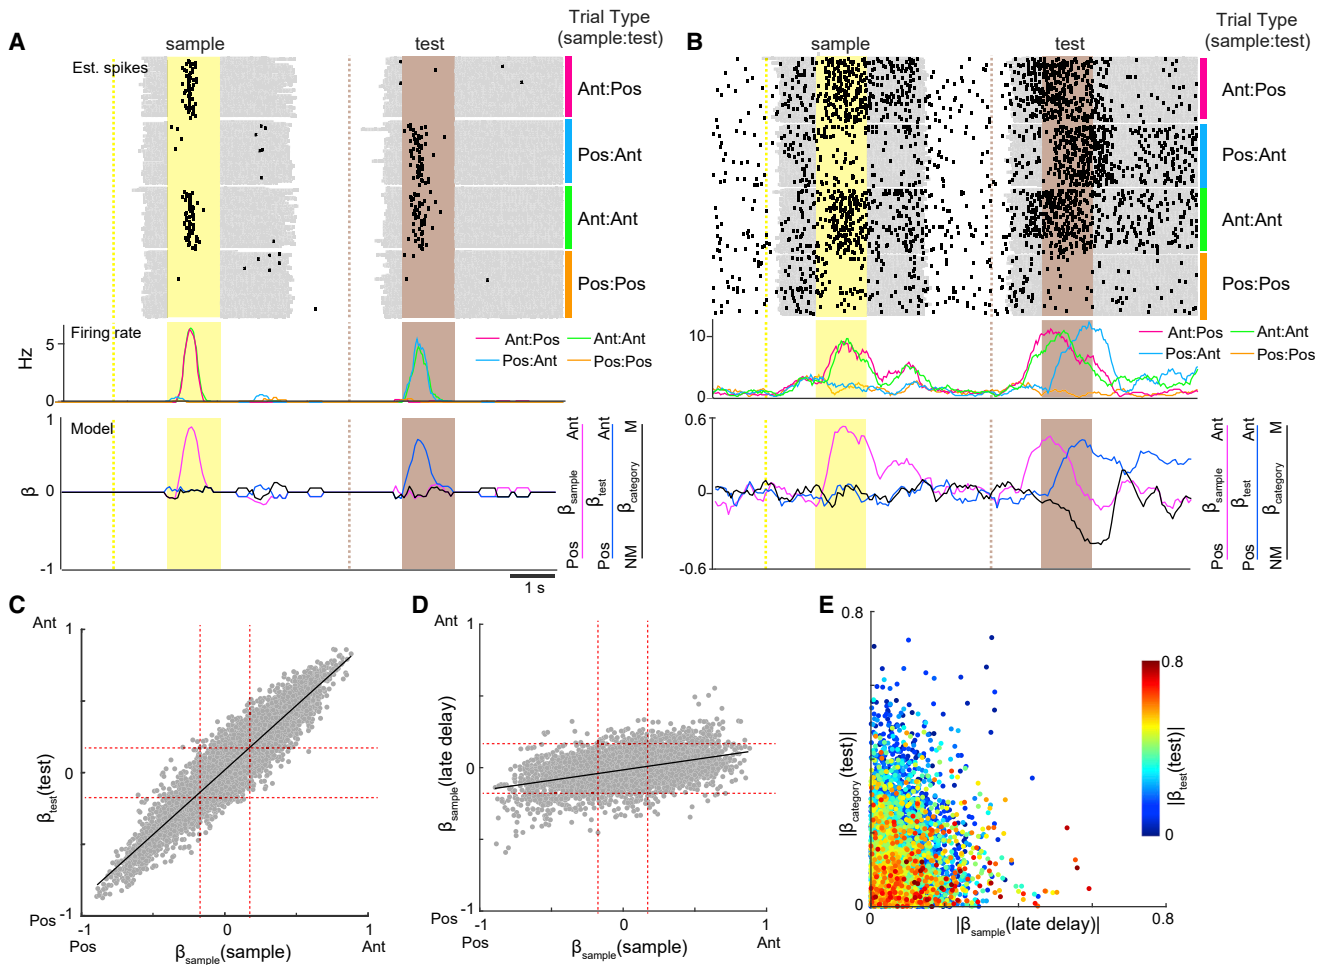 A
sample
test
Trial Type
(sample:test)
Est. spikes
Ant:Pos
Pos:Ant
Ant:Ant
Pos:Pos
Firing rate
Hz
5
0
Ant:Pos
Ant:Ant
Pos:Ant
Pos:Pos
Model
β
1
0
-1
Pos βsample Ant
Pos βtest Ant
NM βcategory M
1 s
B
sample
test
Trial Type
(sample:test)
Ant:Pos
Pos:Ant
Ant:Ant
Pos:Pos
10
0
Ant:Pos
Ant:Ant
Pos:Ant
Pos:Pos
0.6
0
-0.6
Pos βsample Ant
Pos βtest Ant
NM βcategory M
C
Ant
1
βtest(test)
0
Pos
-1
-1
0
1
Pos
Ant
βsample(sample)
D
Ant
1
βsample(late delay)
0
Pos
-1
-1
0
1
Pos
Ant
βsample(sample)
E
0.8
|βcategory(test)|
0
0
0.8
|βsample(late delay)|
0.8
|βtest(test)|
0